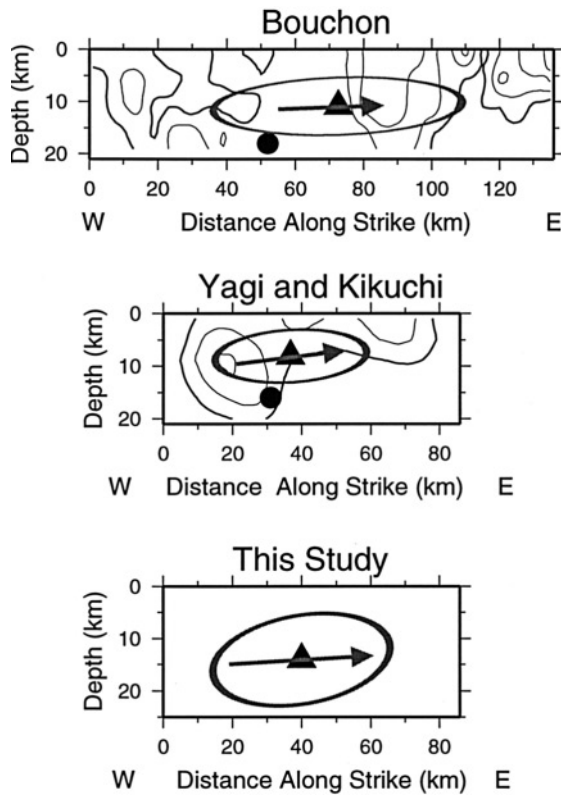 Bouchon
0
10
20
Depth (km)
0 20 40 60 80 100 120
W Distance Along Strike (km) E
Yagi and Kikuchi
0
10
20
Depth (km)
0 20 40 60 80
W Distance Along Strike (km) E
This Study
0
10
20
Depth (km)
0 20 40 60 80
W Distance Along Strike (km) E